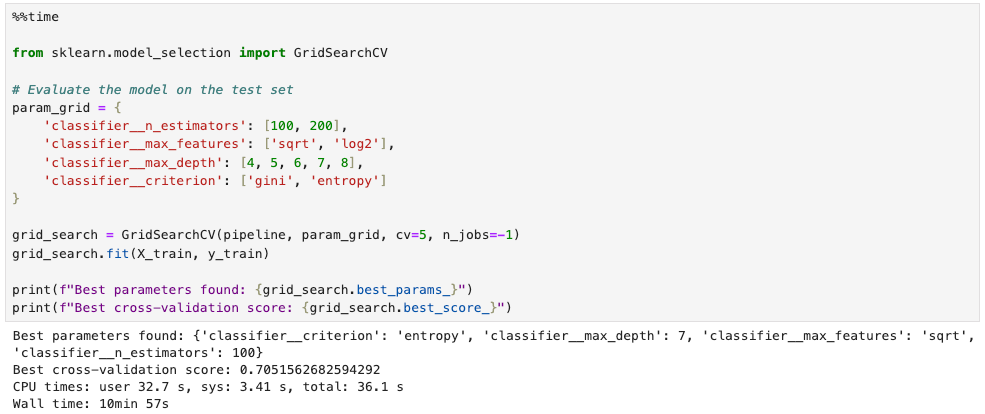 %%time
from sklearn.model_selection import GridSearchCV
# Evaluate the model on the test set
param_grid = {
    'classifier__n_estimators': [100, 200],
    'classifier__max_features': ['sqrt', 'log2'],
    'classifier__max_depth': [4, 5, 6, 7, 8],
    'classifier__criterion': ['gini', 'entropy']
}
grid_search = GridSearchCV(pipeline, param_grid, cv=5, n_jobs=-1)
grid_search.fit(X_train, y_train)
print(f"Best parameters found: {grid_search.best_params_}")
print(f"Best cross-validation score: {grid_search.best_score_}")
Best parameters found: {'classifier__criterion': 'entropy', 'classifier__max_depth': 7, 'classifier__max_features': 'sqrt',
'classifier__n_estimators': 100}
Best cross-validation score: 0.7051562682594292
CPU times: user 32.7 s, sys: 3.41 s, total: 36.1 s
Wall time: 10min 57s